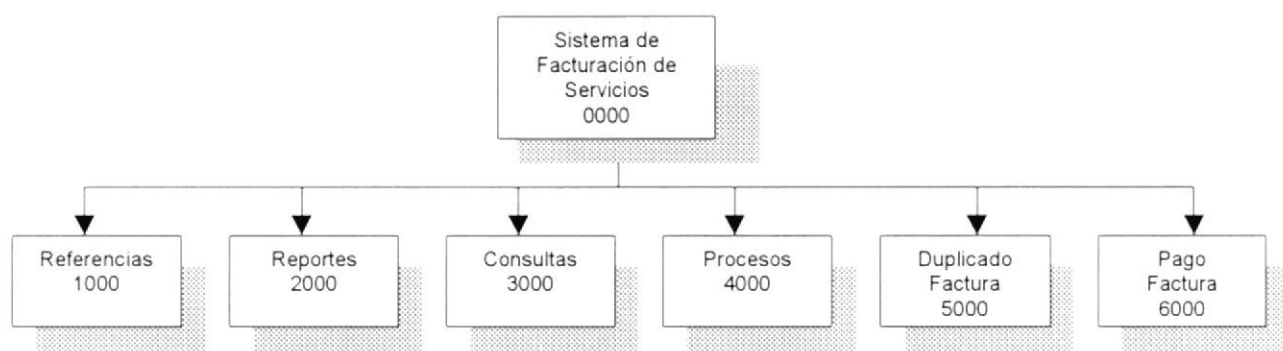 Sistema de
Facturación de
Servicios
0000
Referencias
1000
Reportes
2000
Consultas
3000
Procesos
4000
Duplicado
Factura
5000
Pago
Factura
6000